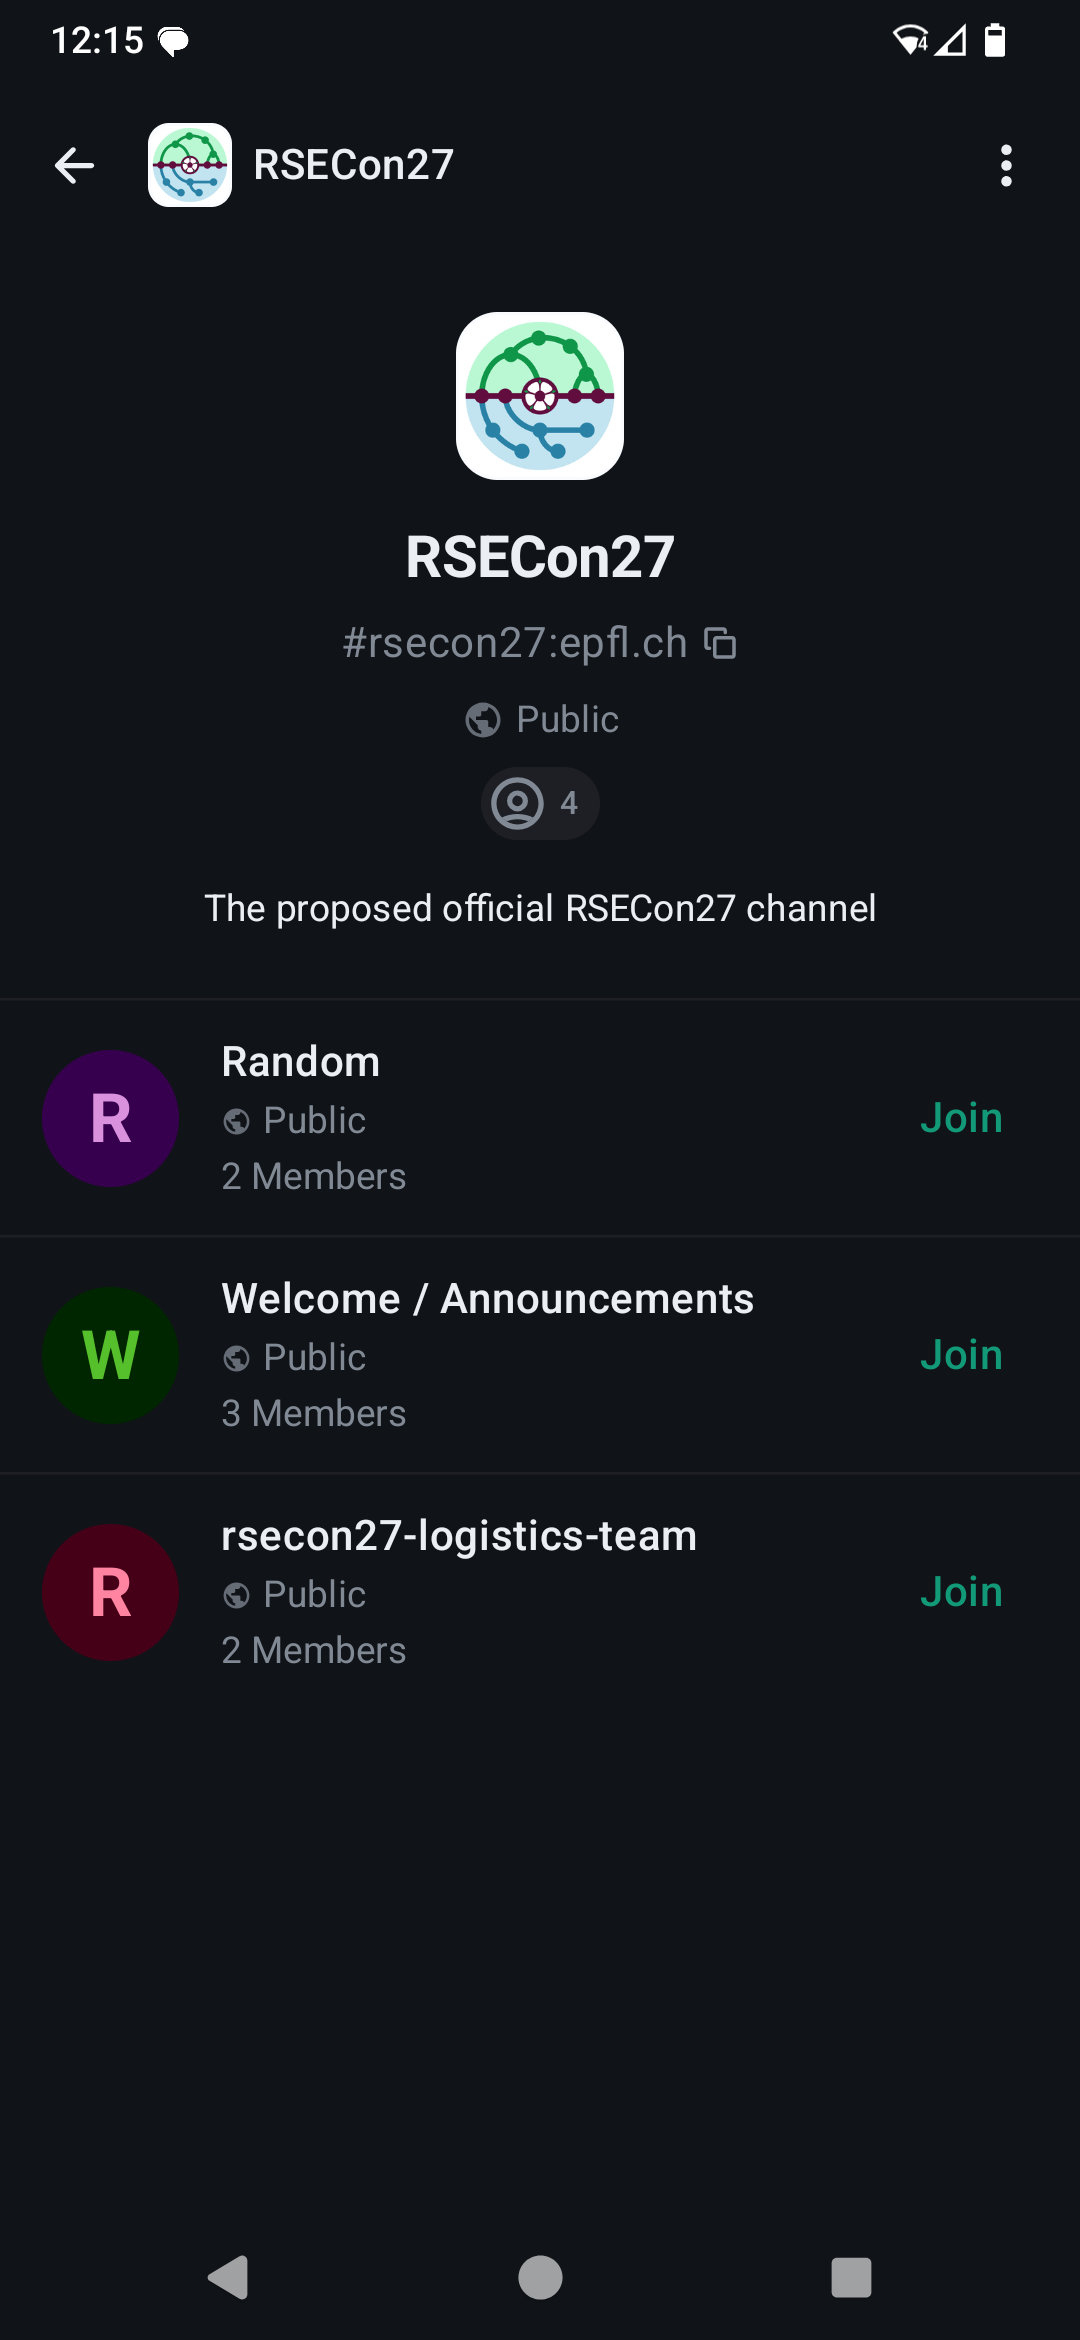 12:15
4
RSECon27
RSECon27
#rsecon27:epfl.ch
Public
4
The proposed official RSECon27 channel
R
Random
Public
2 Members
Join
W
Welcome / Announcements
Public
3 Members
Join
R
rsecon27-logistics-team
Public
2 Members
Join